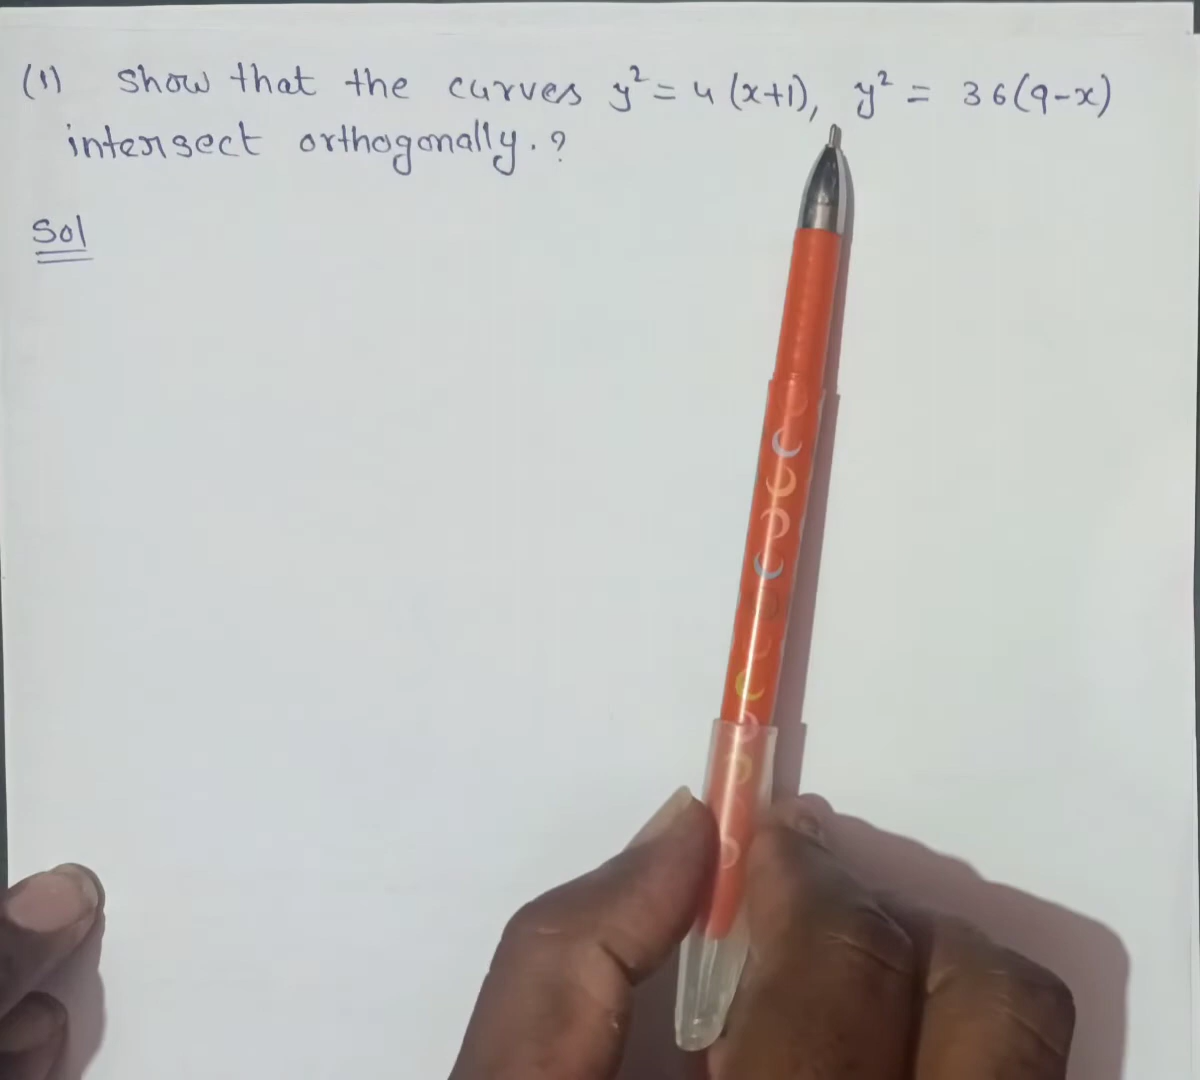 (1) Show that the curves y² = 4(x+1), y² = 36(9-x)
intersect orthogonally.?
Sol